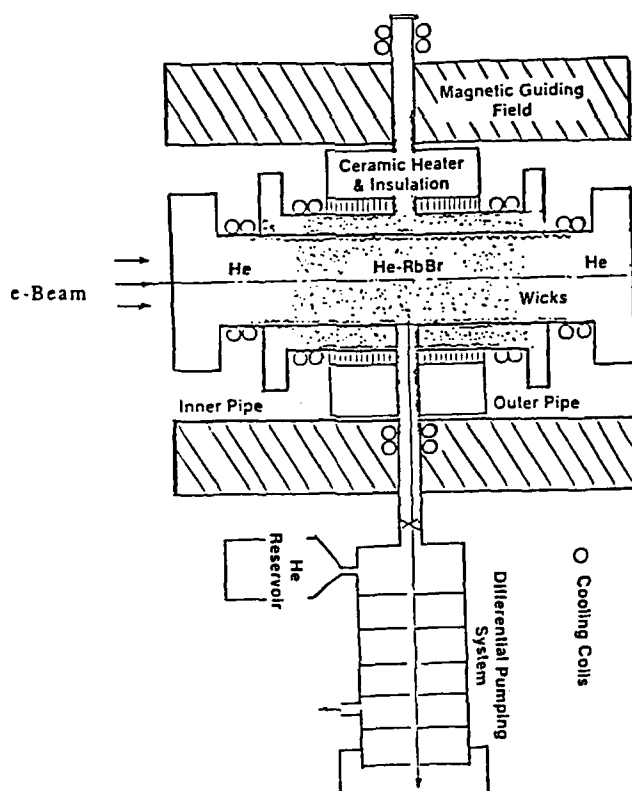 Magnetic Guiding
Field
Ceramic Heater
& Insulation
e-Beam
He
He-RbBr
He
Wicks
Inner Pipe
Outer Pipe
He
Reservoir
Differential Pumping
System
Cooling Coils